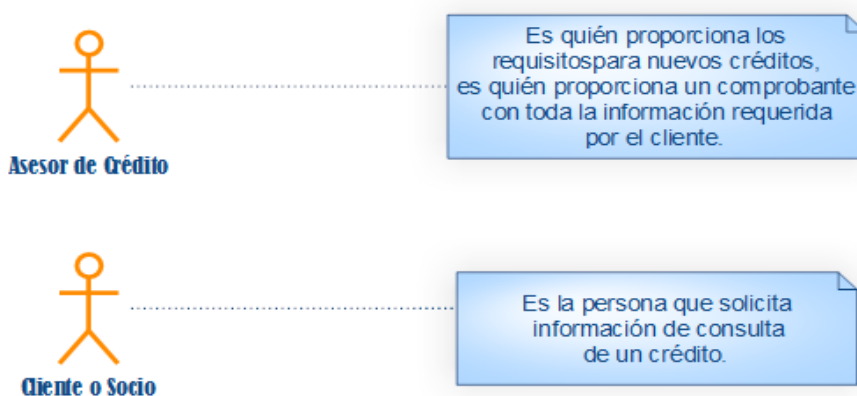 Es quién proporciona los
requisitospara nuevos créditos,
es quién proporciona un comprobante
con toda la información requerida
por el cliente.
Asesor de Crédito
Es la persona que solicita
información de consulta
de un crédito.
Cliente o Socio